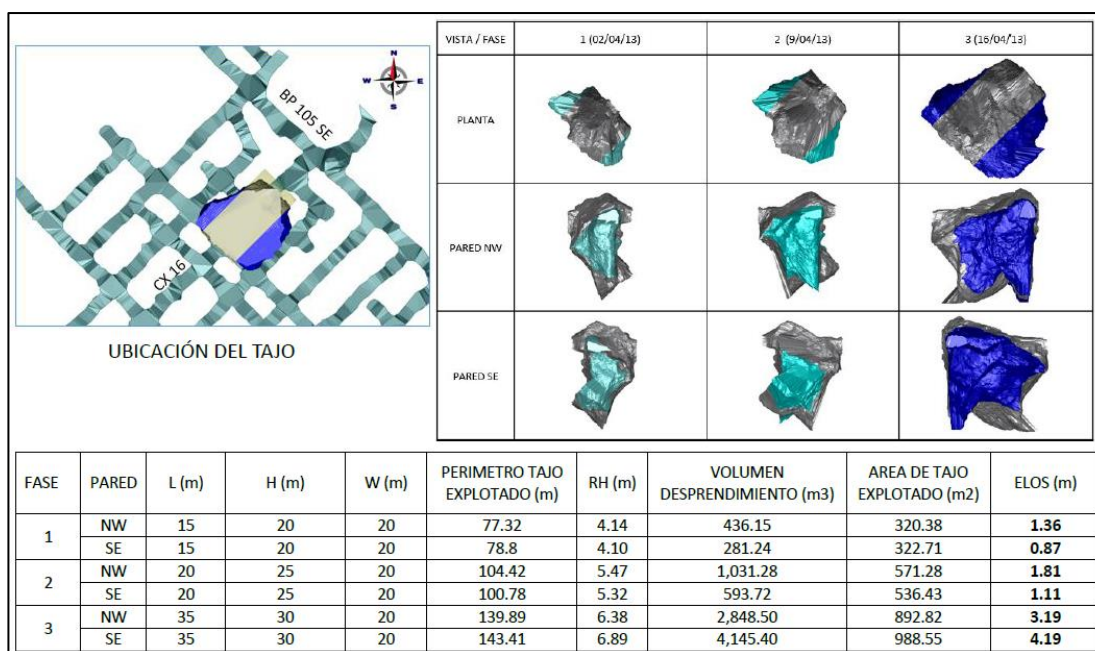 N
W E
S
BP 105 SE
CX 16
UBICACIÓN DEL TAJO
VISTA / FASE 1 (02/04/13) 2 (9/04/13) 3 (16/04/'13)
PLANTA
PARED NW
PARED SE
FASE PARED L (m) H (m) W (m) PERIMETRO TAJO EXPLOTADO (m) RH (m) VOLUMEN DESPRENDIMIENTO (m3) AREA DE TAJO EXPLOTADO (m2) ELOS (m)
1 NW 15 20 20 77.32 4.14 436.15 320.38 1.36
SE 15 20 20 78.8 4.10 281.24 322.71 0.87
2 NW 20 25 20 104.42 5.47 1,031.28 571.28 1.81
SE 20 25 20 100.78 5.32 593.72 536.43 1.11
3 NW 35 30 20 139.89 6.38 2,848.50 892.82 3.19
SE 35 30 20 143.41 6.89 4,145.40 988.55 4.19